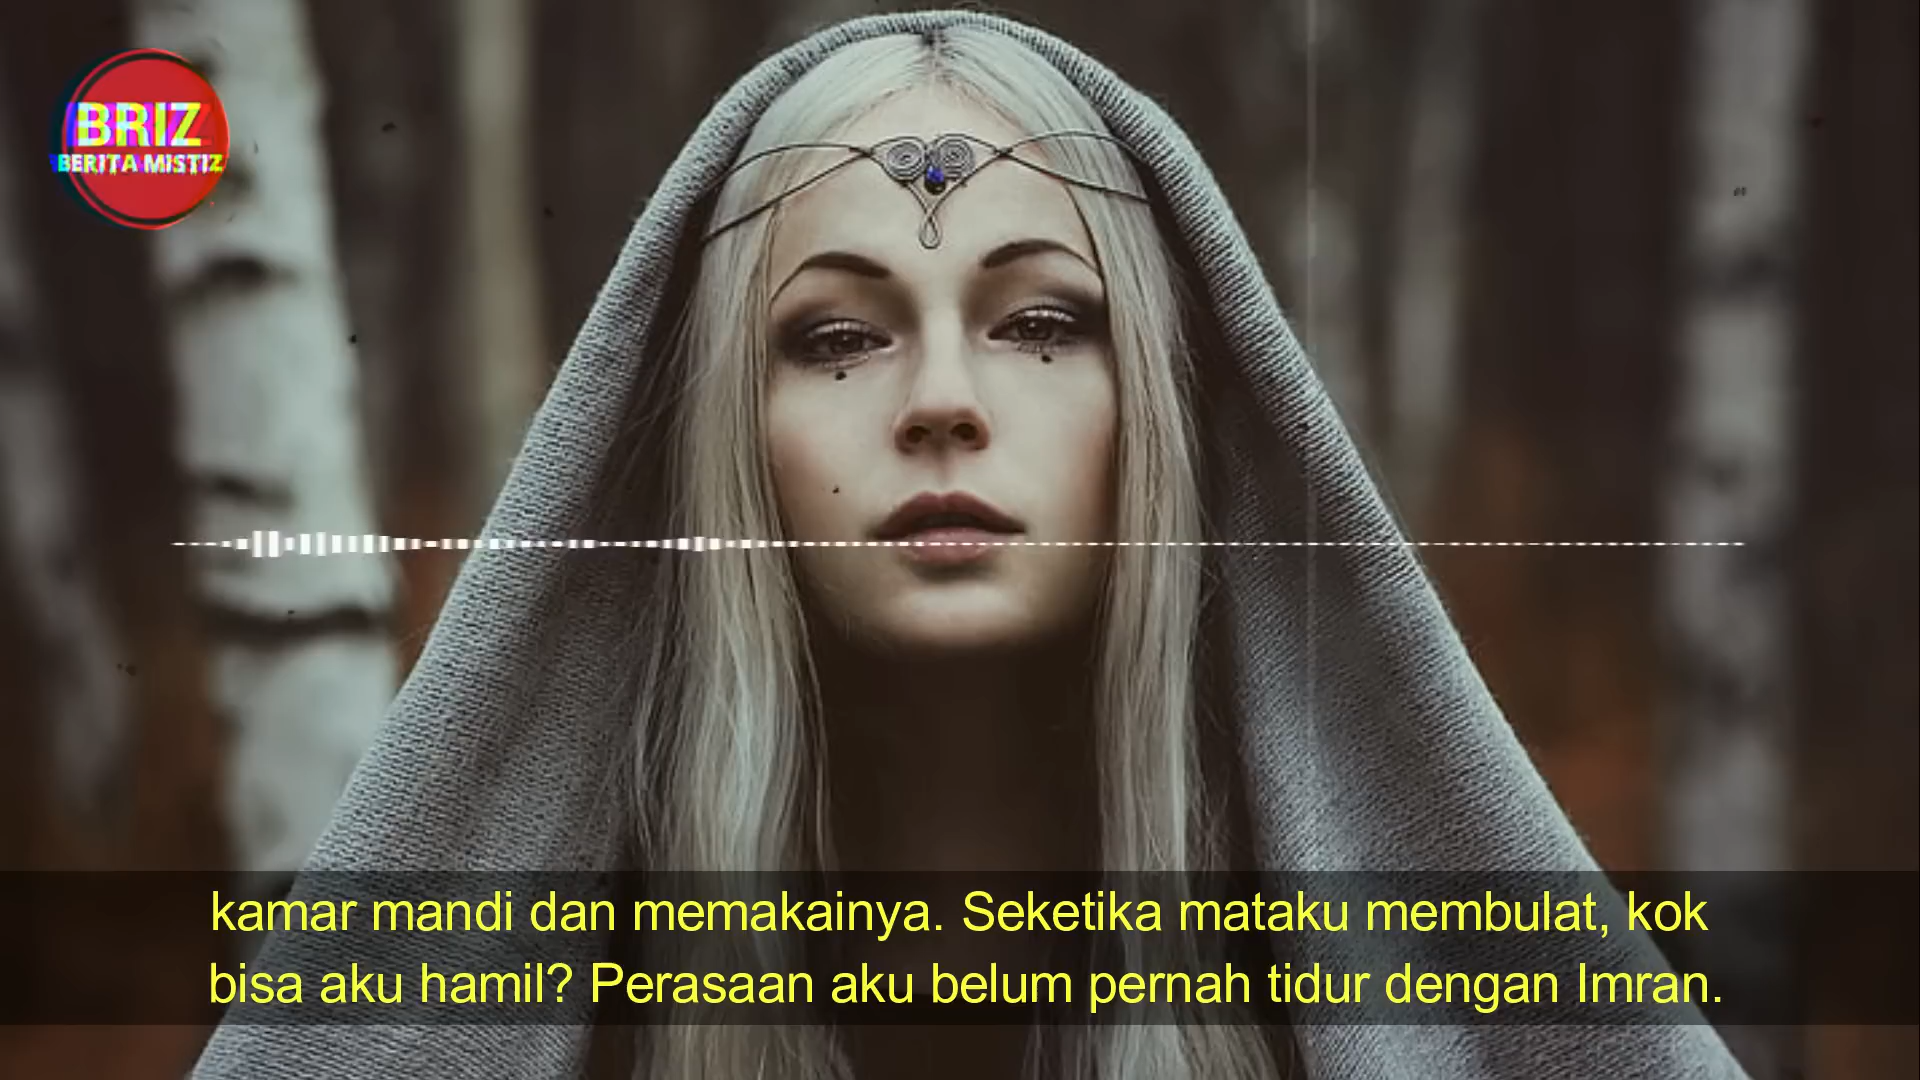 BRIZ
BERITA MISTIZ
kamar mandi dan memakainya. Seketika mataku membulat, kok
bisa aku hamil? Perasaan aku belum pernah tidur dengan Imran.